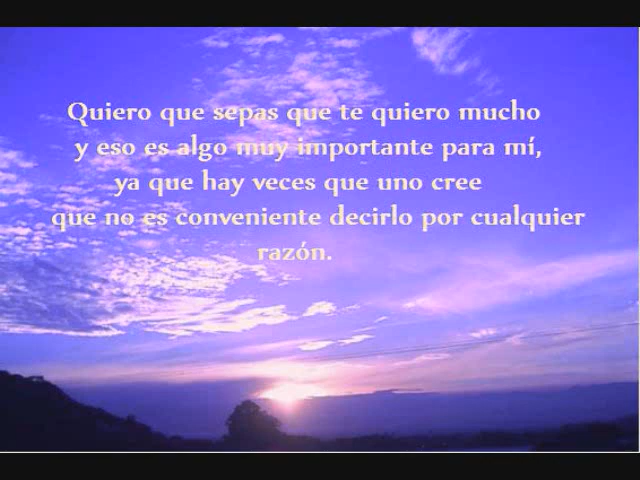 Quiero que sepas que te quiero mucho
y eso es algo muy importante para mí,
ya que hay veces que uno cree
que no es conveniente decirlo por cualquier
razón.